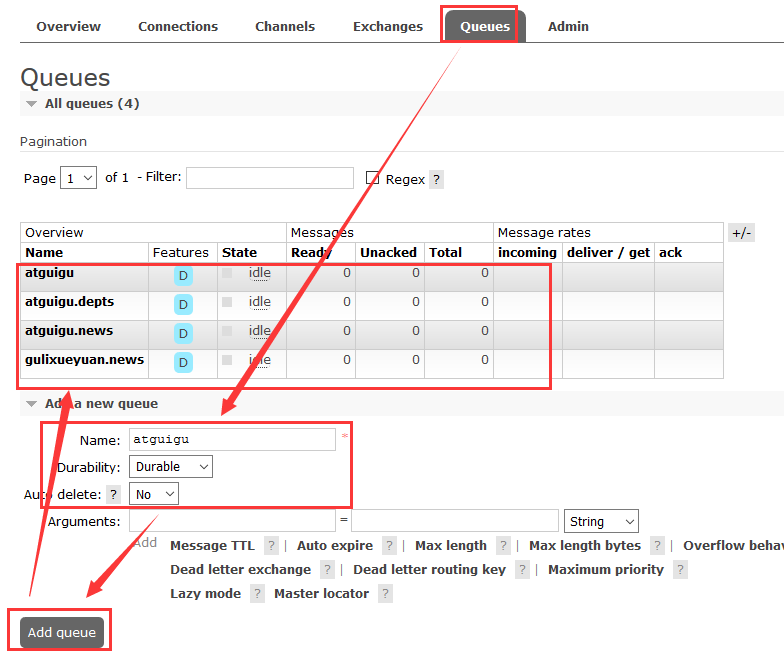 Overview Connections Channels Exchanges Queues Admin
Queues
All queues (4)
Pagination
Page 1 of 1 - Filter: Regex ?
Overview Messages Message rates +/-
Name Features State Ready Unacked Total incoming deliver / get ack
atguigu D idle 0 0 0
atguigu.depts D idle 0 0 0
atguigu.news D idle 0 0 0
gulixueyuan.news D idle 0 0 0
Add a new queue
Name: atguigu *
Durability: Durable
Auto delete: ? No
Arguments: = String
Add Message TTL ? | Auto expire ? | Max length ? | Max length bytes ? | Overflow behav
Dead letter exchange ? | Dead letter routing key ? | Maximum priority ?
Lazy mode ? Master locator ?
Add queue